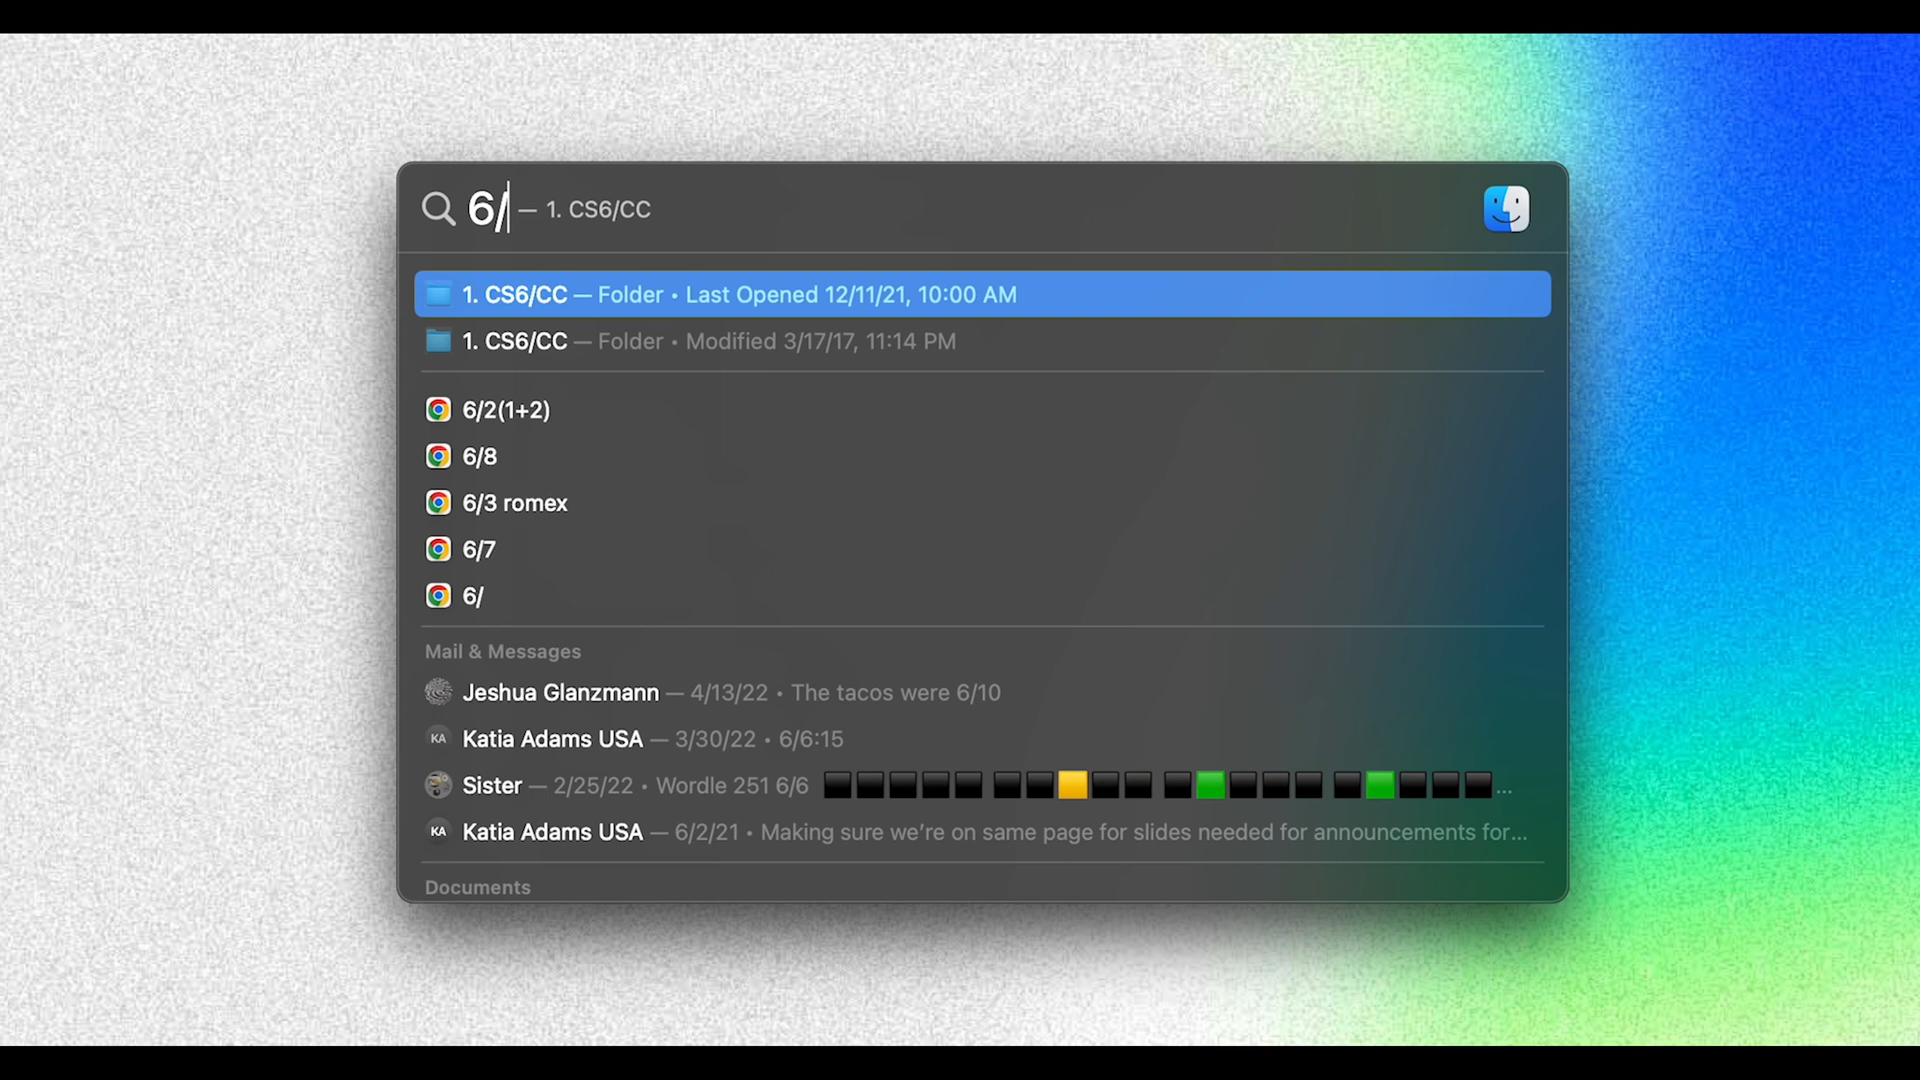 6/ — 1. CS6/CC
1. CS6/CC — Folder • Last Opened 12/11/21, 10:00 AM
1. CS6/CC — Folder • Modified 3/17/17, 11:14 PM
6/2(1+2)
6/8
6/3 romex
6/7
6/
Mail & Messages
Jeshua Glanzmann — 4/13/22 • The tacos were 6/10
KA Katia Adams USA — 3/30/22 • 6/6:15
Sister — 2/25/22 • Wordle 251 6/6 ⬛⬛⬛⬛⬛ ⬛⬛🟨⬛⬛ ⬛🟩⬛⬛⬛ ⬛🟩⬛⬛⬛...
KA Katia Adams USA — 6/2/21 • Making sure we’re on same page for slides needed for announcements for...
Documents